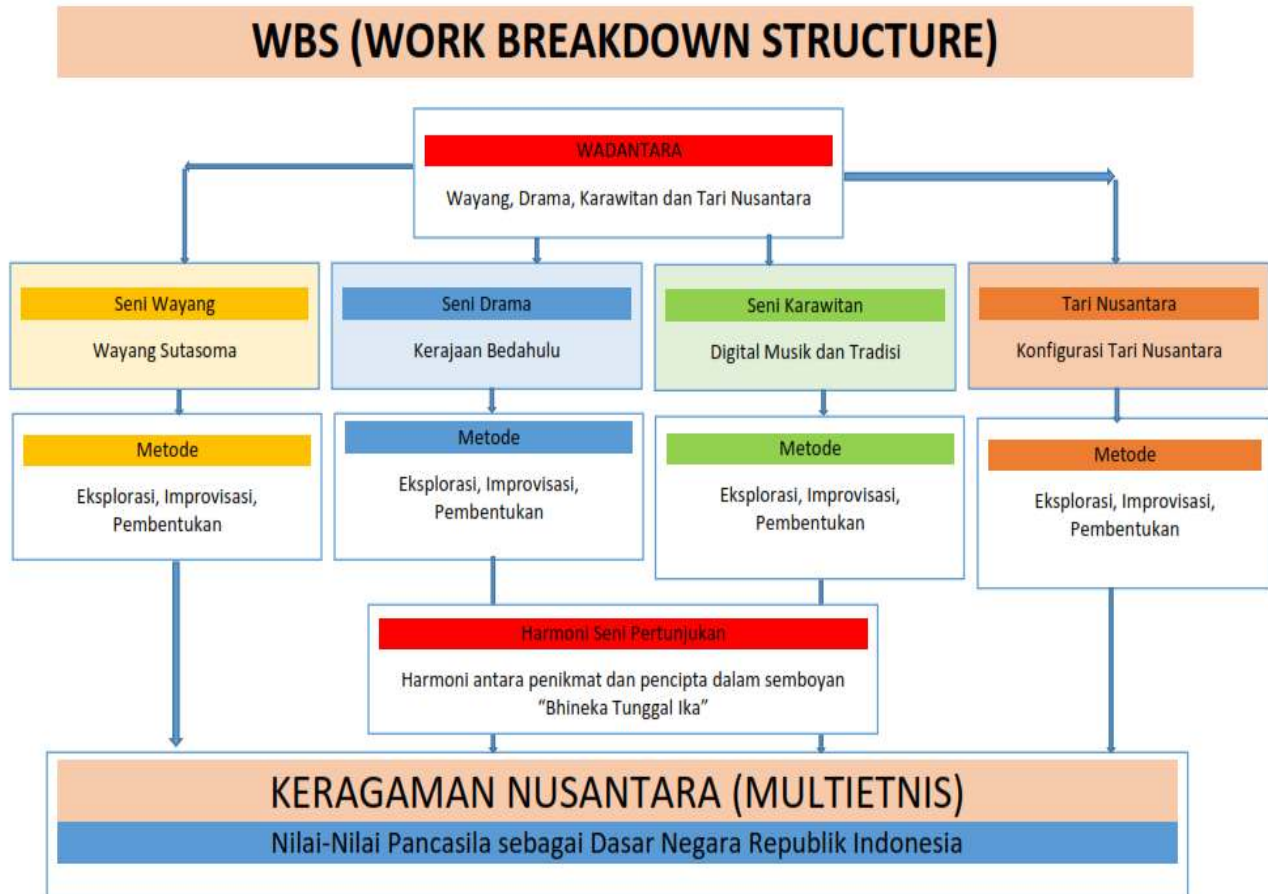 WBS (WORK BREAKDOWN STRUCTURE)
WADANTARA
Wayang, Drama, Karawitan dan Tari Nusantara
Seni Wayang
Wayang Sutasoma
Seni Drama
Kerajaan Bedahulu
Seni Karawitan
Digital Musik dan Tradisi
Tari Nusantara
Konfigurasi Tari Nusantara
Metode
Eksplorasi, Improvisasi,
Pembentukan
Metode
Eksplorasi, Improvisasi,
Pembentukan
Metode
Eksplorasi, Improvisasi,
Pembentukan
Metode
Eksplorasi, Improvisasi,
Pembentukan
Harmoni Seni Pertunjukan
Harmoni antara penikmat dan pencipta dalam semboyan
“Bhineka Tunggal Ika”
KERAGAMAN NUSANTARA (MULTIETNIS)
Nilai-Nilai Pancasila sebagai Dasar Negara Republik Indonesia